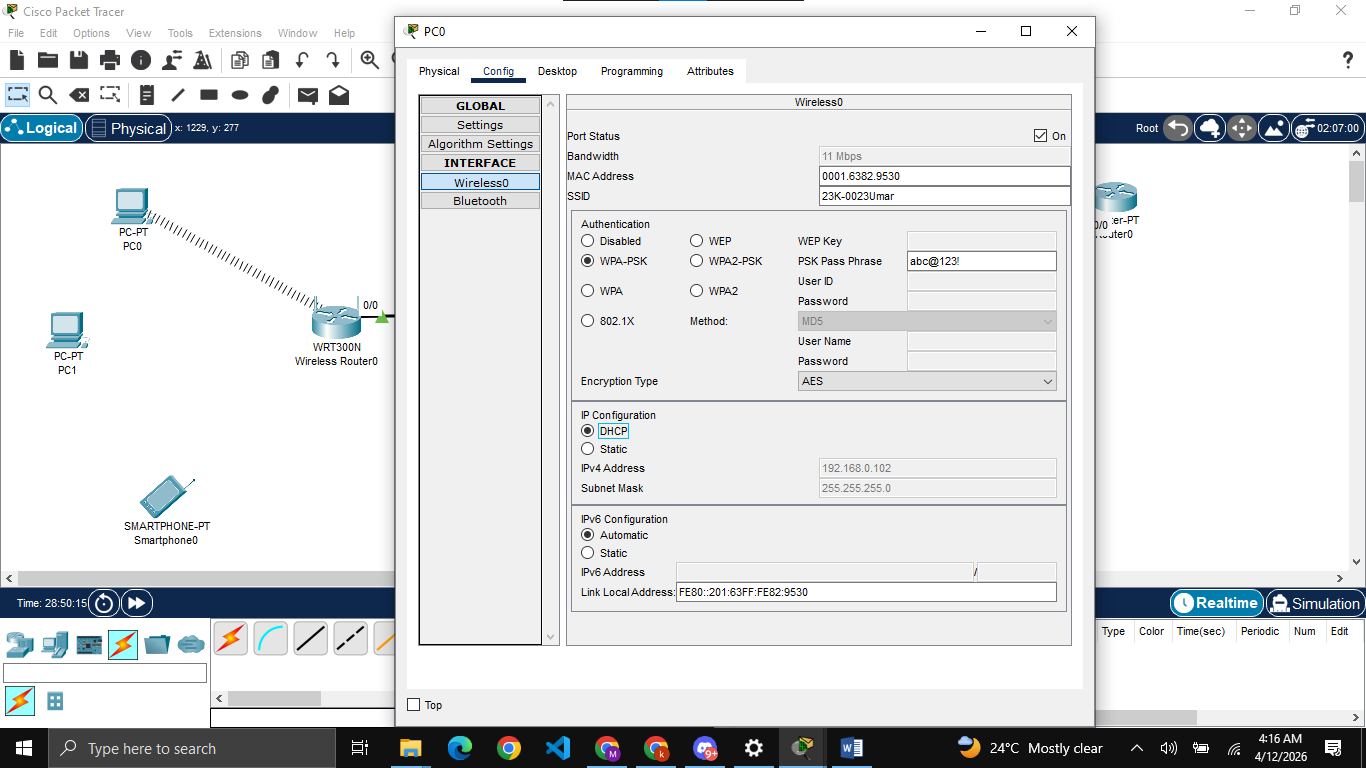 Cisco Packet Tracer
File Edit Options View Tools Extensions Window Help
Logical
Physical
x: 1229, y: 277
Root
02:07:00
PC-PT
PC0
PC-PT
PC1
0/0
WRT300N
Wireless Router0
SMARTPHONE-PT
Smartphone0
er-PT
0/0
uter0
PC0
Physical Config Desktop Programming Attributes
GLOBAL
Settings
Algorithm Settings
INTERFACE
Wireless0
Bluetooth
Wireless0
Port Status On
Bandwidth 11 Mbps
MAC Address 0001.6382.9530
SSID 23K-0023Umar
Authentication
Disabled WEP WEP Key
WPA-PSK WPA2-PSK PSK Pass Phrase abc@123!
User ID
WPA WPA2
Password
802.1X Method: MD5
User Name
Password
Encryption Type AES
IP Configuration
DHCP
Static
IPv4 Address 192.168.0.102
Subnet Mask 255.255.255.0
IPv6 Configuration
Automatic
Static
IPv6 Address /
Link Local Address: FE80::201:63FF:FE82:9530
Top
Time: 28:50:15
Realtime
Simulation
Type Color Time(sec) Periodic Num Edit
Type here to search
24°C Mostly clear
4:16 AM
4/12/2026